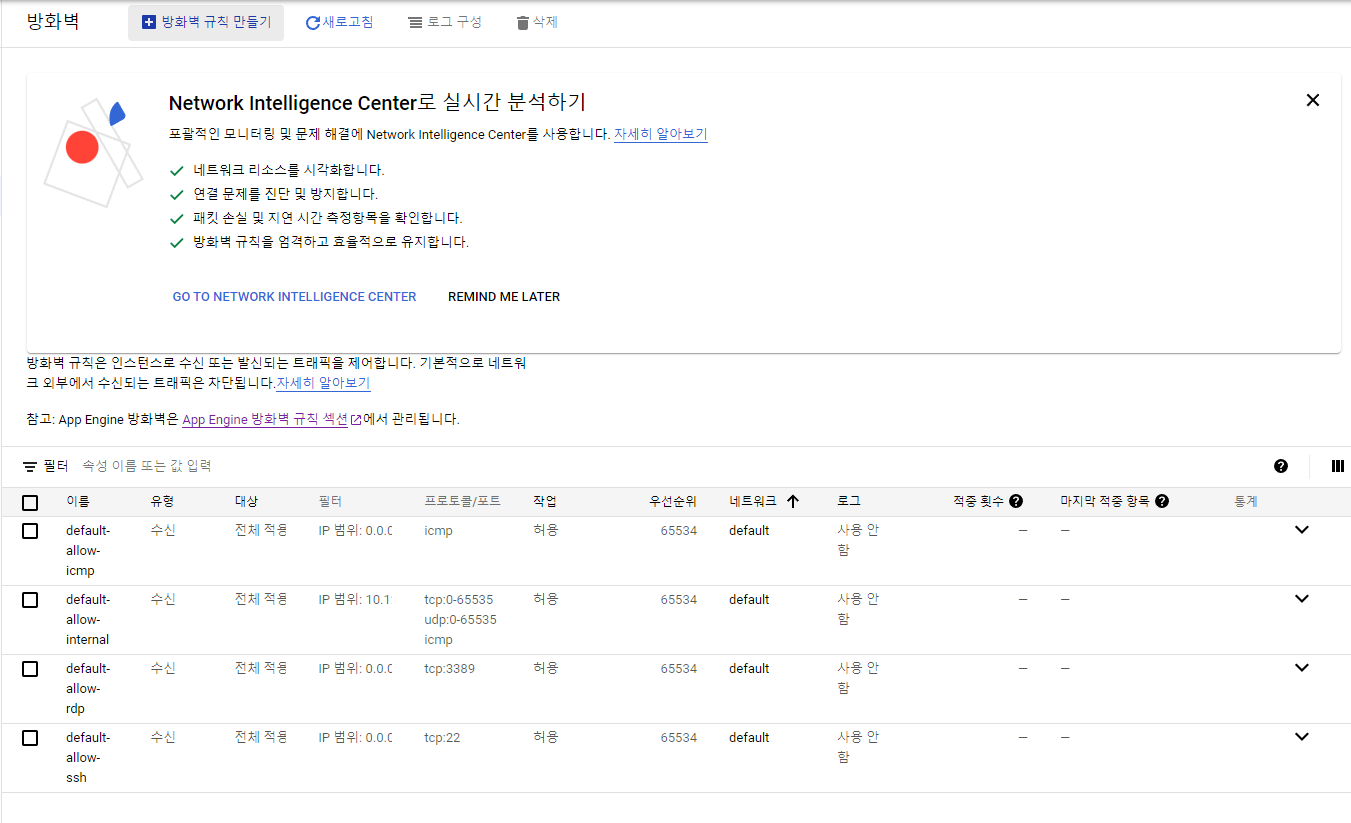 방화벽 방화벽 규칙 만들기 새로고침 로그 구성 삭제
Network Intelligence Center로 실시간 분석하기
포괄적인 모니터링 및 문제 해결에 Network Intelligence Center를 사용합니다. 자세히 알아보기
네트워크 리소스를 시각화합니다.
연결 문제를 진단 및 방지합니다.
패킷 손실 및 지연 시간 측정항목을 확인합니다.
방화벽 규칙을 엄격하고 효율적으로 유지합니다.
GO TO NETWORK INTELLIGENCE CENTER REMIND ME LATER
방화벽 규칙은 인스턴스로 수신 또는 발신되는 트래픽을 제어합니다. 기본적으로 네트워
크 외부에서 수신되는 트래픽은 차단됩니다.자세히 알아보기
참고: App Engine 방화벽은 App Engine 방화벽 규칙 섹션에서 관리됩니다.
필터 속성 이름 또는 값 입력
이름 유형 대상 필터 프로토콜/포트 작업 우선순위 네트워크 로그 적중 횟수 마지막 적중 항목 통계
default- 수신 전체 적용 IP 범위: 0.0.0 icmp 허용 65534 default 사용 안 — —
allow- 함
icmp
default- 수신 전체 적용 IP 범위: 10.1 tcp:0-65535 허용 65534 default 사용 안 — —
allow- udp:0-65535 함
internal icmp
default- 수신 전체 적용 IP 범위: 0.0.0 tcp:3389 허용 65534 default 사용 안 — —
allow- 함
rdp
default- 수신 전체 적용 IP 범위: 0.0.0 tcp:22 허용 65534 default 사용 안 — —
allow- 함
ssh